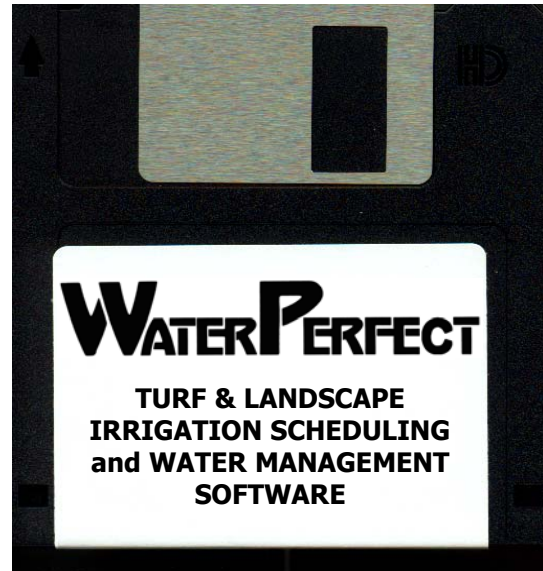 HD
WATERPERFECT
TURF & LANDSCAPE
IRRIGATION SCHEDULING
and WATER MANAGEMENT
SOFTWARE